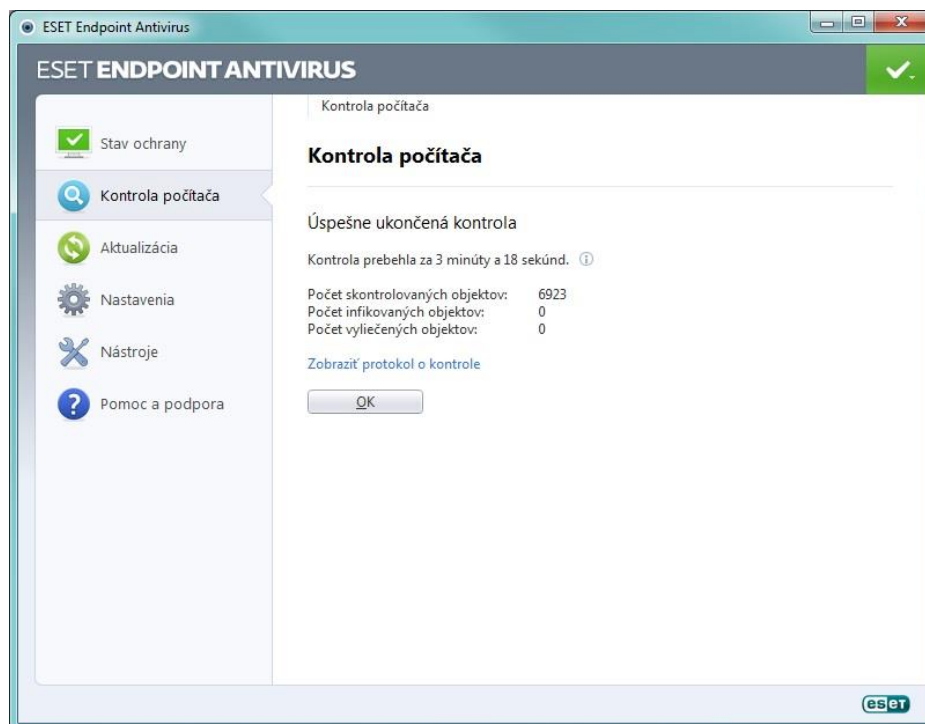 ESET Endpoint Antivirus
ESET ENDPOINT ANTIVIRUS
Stav ochrany
Kontrola počítača
Aktualizácia
Nastavenia
Nástroje
Pomoc a podpora
Kontrola počítača
Kontrola počítača
Úspešne ukončená kontrola
Kontrola prebehla za 3 minúty a 18 sekúnd.
Počet skontrolovaných objektov: 6923
Počet infikovaných objektov: 0
Počet vyliečených objektov: 0
Zobraziť protokol o kontrole
OK
eseT